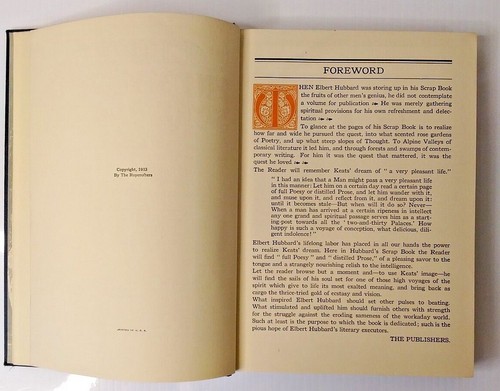 Copyright, 1923
By The Roycrofters
PRINTED IN U. S. A.
FOREWORD
WHEN Elbert Hubbard was storing up in his Scrap Book
the fruits of other men's genius, he did not contemplate
a volume for publication He was merely gathering
spiritual provisions for his own refreshment and delec-
tation
To glance at the pages of his Scrap Book is to realize
how far and wide he pursued the quest, into what scented rose gardens
of Poetry, and up what steep slopes of Thought. To Alpine Valleys of
classical literature it led him, and through forests and swamps of contem-
porary writing. For him it was the quest that mattered, it was the
quest he loved
The Reader will remember Keats' dream of "a very pleasant life."
"I had an idea that a Man might pass a very pleasant life
in this manner: Let him on a certain day read a certain page
of full Poesy or distilled Prose, and let him wander with it,
and muse upon it, and reflect from it, and dream upon it:
until it becomes stale—But when will it do so? Never—
When a man has arrived at a certain ripeness in intellect
any one grand and spiritual passage serves him as a start-
ing-post towards all the 'two-and-thirty Palaces.' How
happy is such a voyage of conception, what delicious, dili-
gent indolence!"
Elbert Hubbard's lifelong labor has placed in all our hands the power
to realize Keats' dream. Here in Hubbard's Scrap Book the Reader
will find "full Poesy" and "distilled Prose," of a pleasing savor to the
tongue and a strangely nourishing relish to the intelligence.
Let the reader browse but a moment and—to use Keats' image—he
will find the sails of his soul set for one of those high voyages of the
spirit which give to life its most exalted meaning, and bring back as
cargo the thrice-tried gold of ecstasy and vision.
What inspired Elbert Hubbard should set other pulses to beating.
What stimulated and uplifted him should furnish others with strength
for the struggle against the eroding sameness of the workaday world.
Such at least is the purpose to which the book is dedicated; such is the
pious hope of Elbert Hubbard's literary executors.
THE PUBLISHERS.